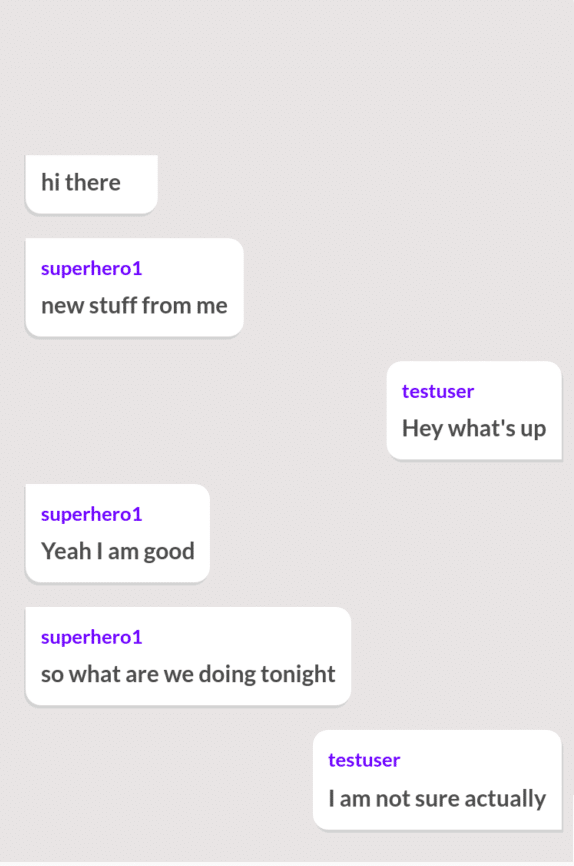 hi there
superhero1
new stuff from me
testuser
Hey what's up
superhero1
Yeah I am good
superhero1
so what are we doing tonight
testuser
I am not sure actually